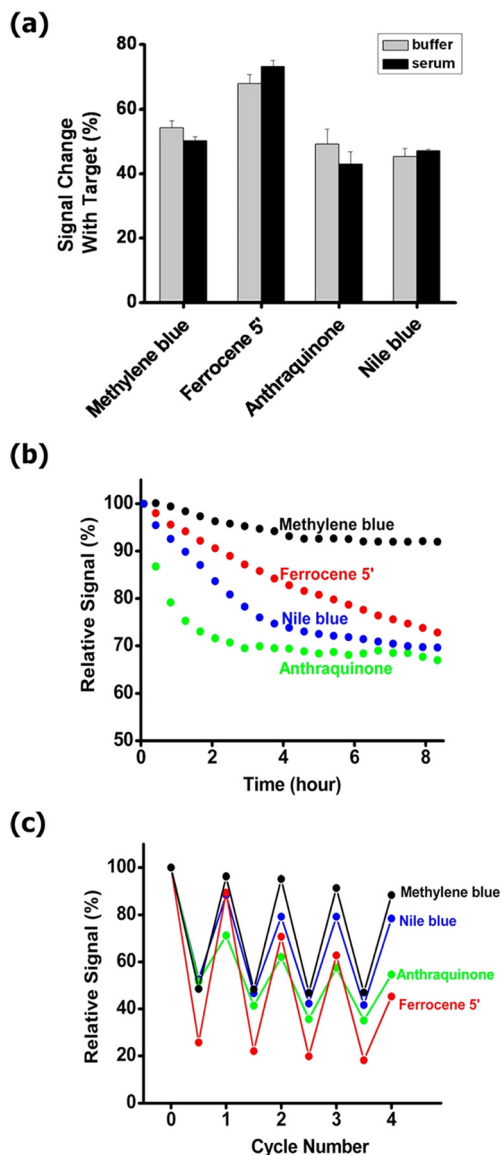 (a)
80
60
40
20
0
Signal Change
With Target (%)
buffer
serum
Methylene blue
Ferrocene 5'
Anthraquinone
Nile blue
(b)
100
90
80
70
60
50
Relative Signal (%)
Methylene blue
Ferrocene 5'
Nile blue
Anthraquinone
0 2 4 6 8
Time (hour)
(c)
100
80
60
40
20
0
Relative Signal (%)
Methylene blue
Nile blue
Anthraquinone
Ferrocene 5'
0 1 2 3 4
Cycle Number